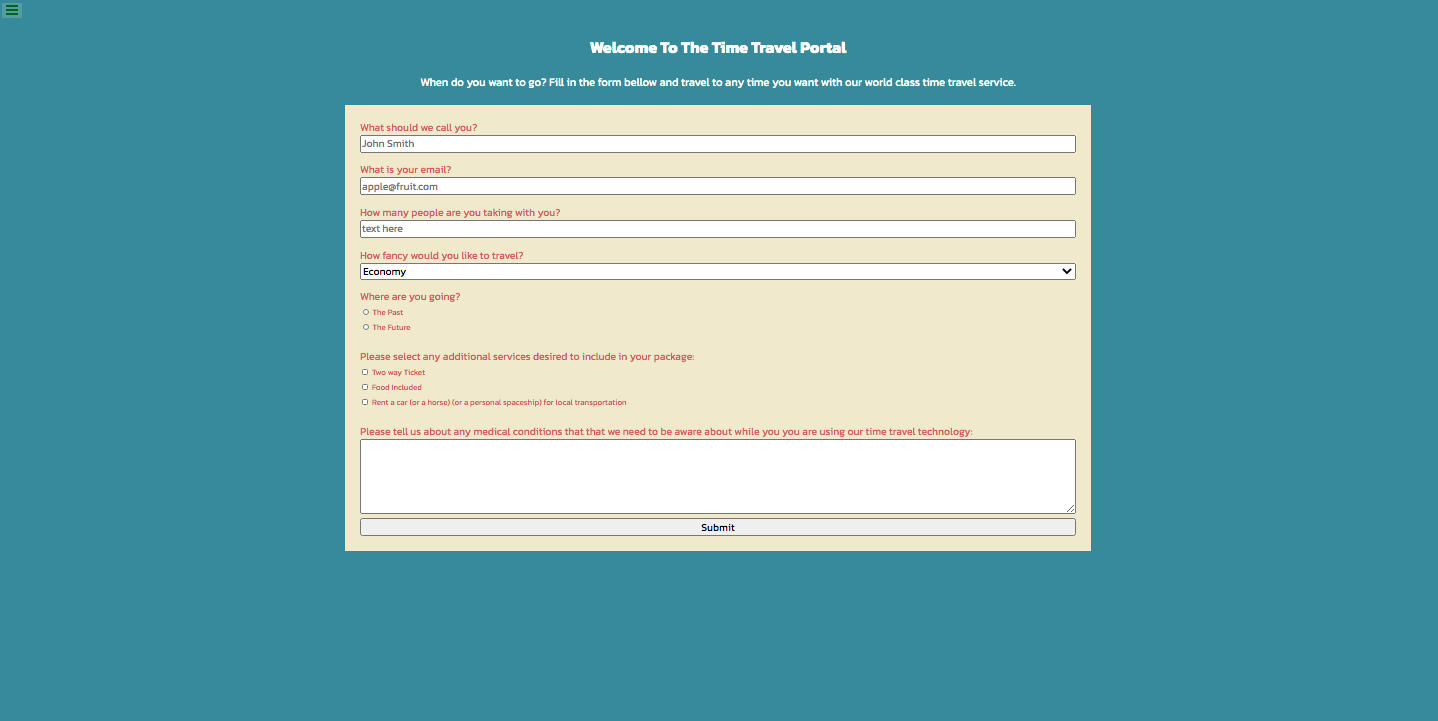 Welcome To The Time Travel Portal
When do you want to go? Fill in the form bellow and travel to any time you want with our world class time travel service.
What should we call you?
John Smith
What is your email?
apple@fruit.com
How many people are you taking with you?
text here
How fancy would you like to travel?
Economy
Where are you going?
The Past
The Future
Please select any additional services desired to include in your package:
Two way Ticket
Food Included
Rent a car (or a horse) (or a personal spaceship) for local transportation
Please tell us about any medical conditions that that we need to be aware about while you you are using our time travel technology:
Submit